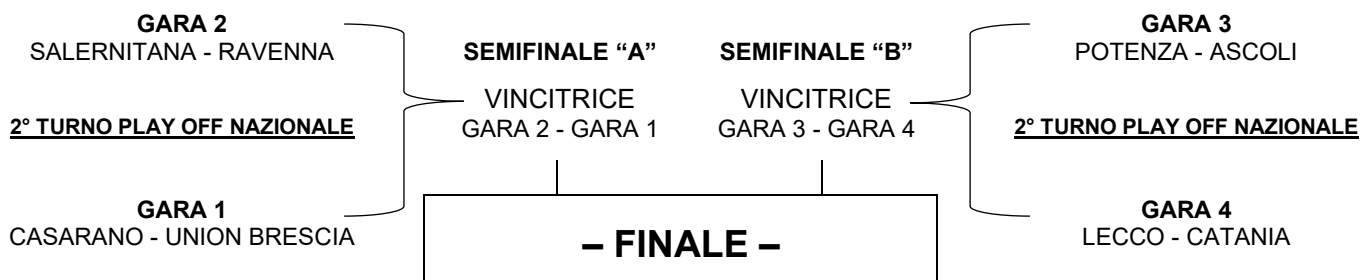 GARA 2
SALERNITANA - RAVENNA
2° TURNO PLAY OFF NAZIONALE
GARA 1
CASARANO - UNION BRESCIA
SEMIFINALE “A”
VINCITRICE
GARA 2 - GARA 1
SEMIFINALE “B”
VINCITRICE
GARA 3 - GARA 4
– FINALE –
GARA 3
POTENZA - ASCOLI
2° TURNO PLAY OFF NAZIONALE
GARA 4
LECCO - CATANIA